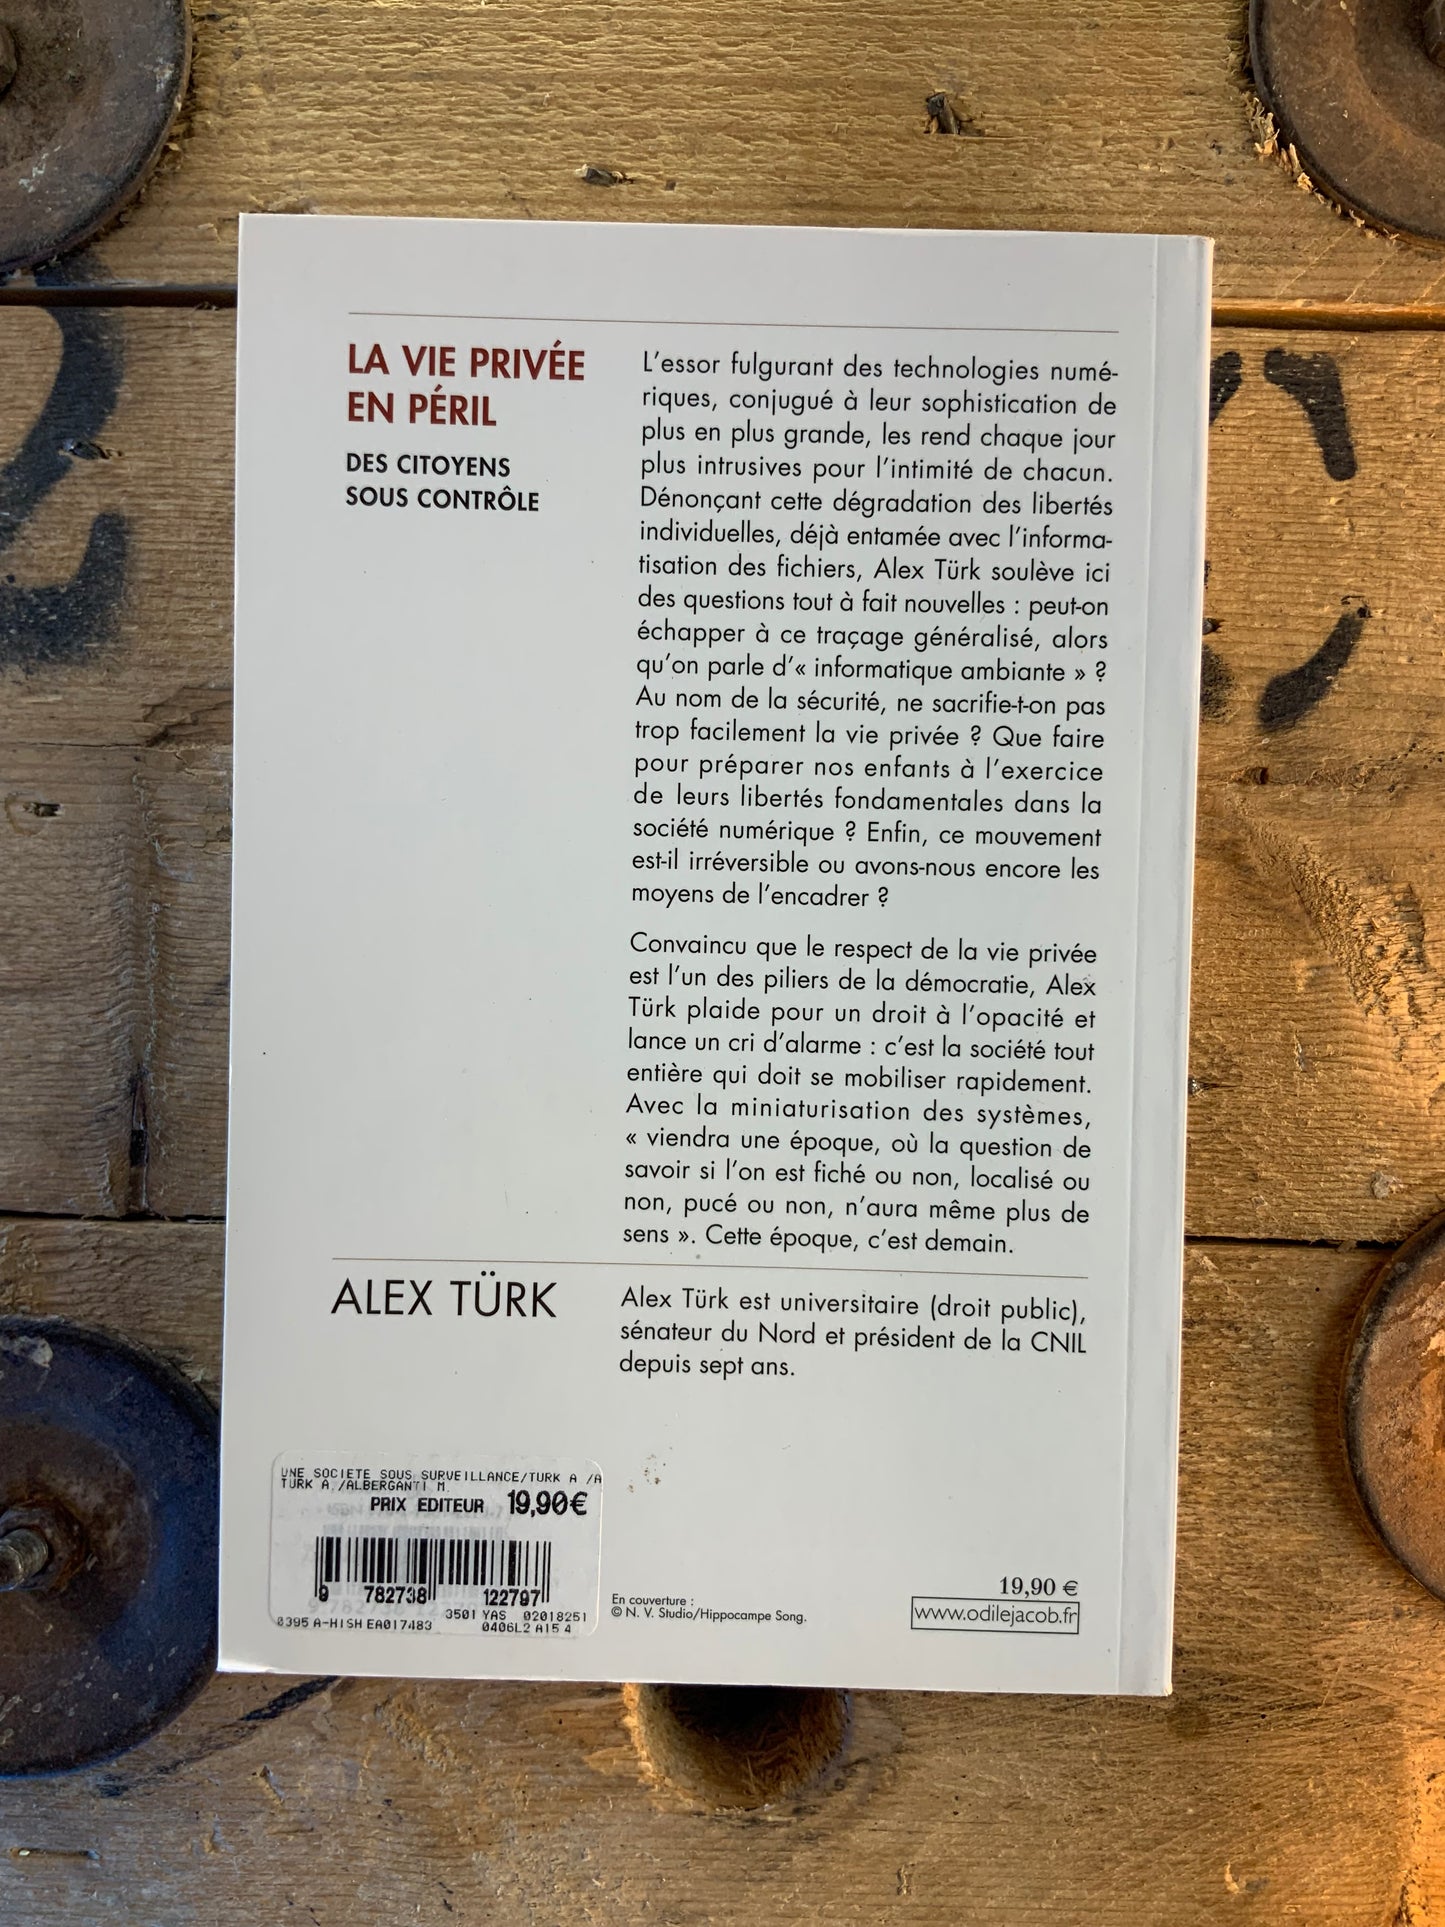 LA VIE PRIVÉE
EN PÉRIL
DES CITOYENS
SOUS CONTRÔLE
L'essor fulgurant des technologies numé-
riques, conjugué à leur sophistication de
plus en plus grande, les rend chaque jour
plus intrusives pour l'intimité de chacun.
Dénonçant cette dégradation des libertés
individuelles, déjà entamée avec l'informa-
tisation des fichiers, Alex Türk soulève ici
des questions tout à fait nouvelles : peut-on
échapper à ce traçage généralisé, alors
qu'on parle d'« informatique ambiante » ?
Au nom de la sécurité, ne sacrifie-t-on pas
trop facilement la vie privée ? Que faire
pour préparer nos enfants à l'exercice
de leurs libertés fondamentales dans la
société numérique ? Enfin, ce mouvement
est-il irréversible ou avons-nous encore les
moyens de l'encadrer ?
Convaincu que le respect de la vie privée
est l'un des piliers de la démocratie, Alex
Türk plaide pour un droit à l'opacité et
lance un cri d'alarme : c'est la société tout
entière qui doit se mobiliser rapidement.
Avec la miniaturisation des systèmes,
« viendra une époque, où la question de
savoir si l'on est fiché ou non, localisé ou
non, pucé ou non, n'aura même plus de
sens ». Cette époque, c'est demain.
ALEX TÜRK
Alex Türk est universitaire (droit public),
sénateur du Nord et président de la CNIL
depuis sept ans.
UNE SOCIETE SOUS SURVEILLANCE/TURK A /A
TURK A /ALBERGANTI M.
PRIX EDITEUR 19,90€
9 782738 122797
3501 YAS 02018251
0395 A-HISH EA017483 0406L2 A15 4
En couverture :
© N. V. Studio/Hippocampe Song.
19,90 €
www.odilejacob.fr